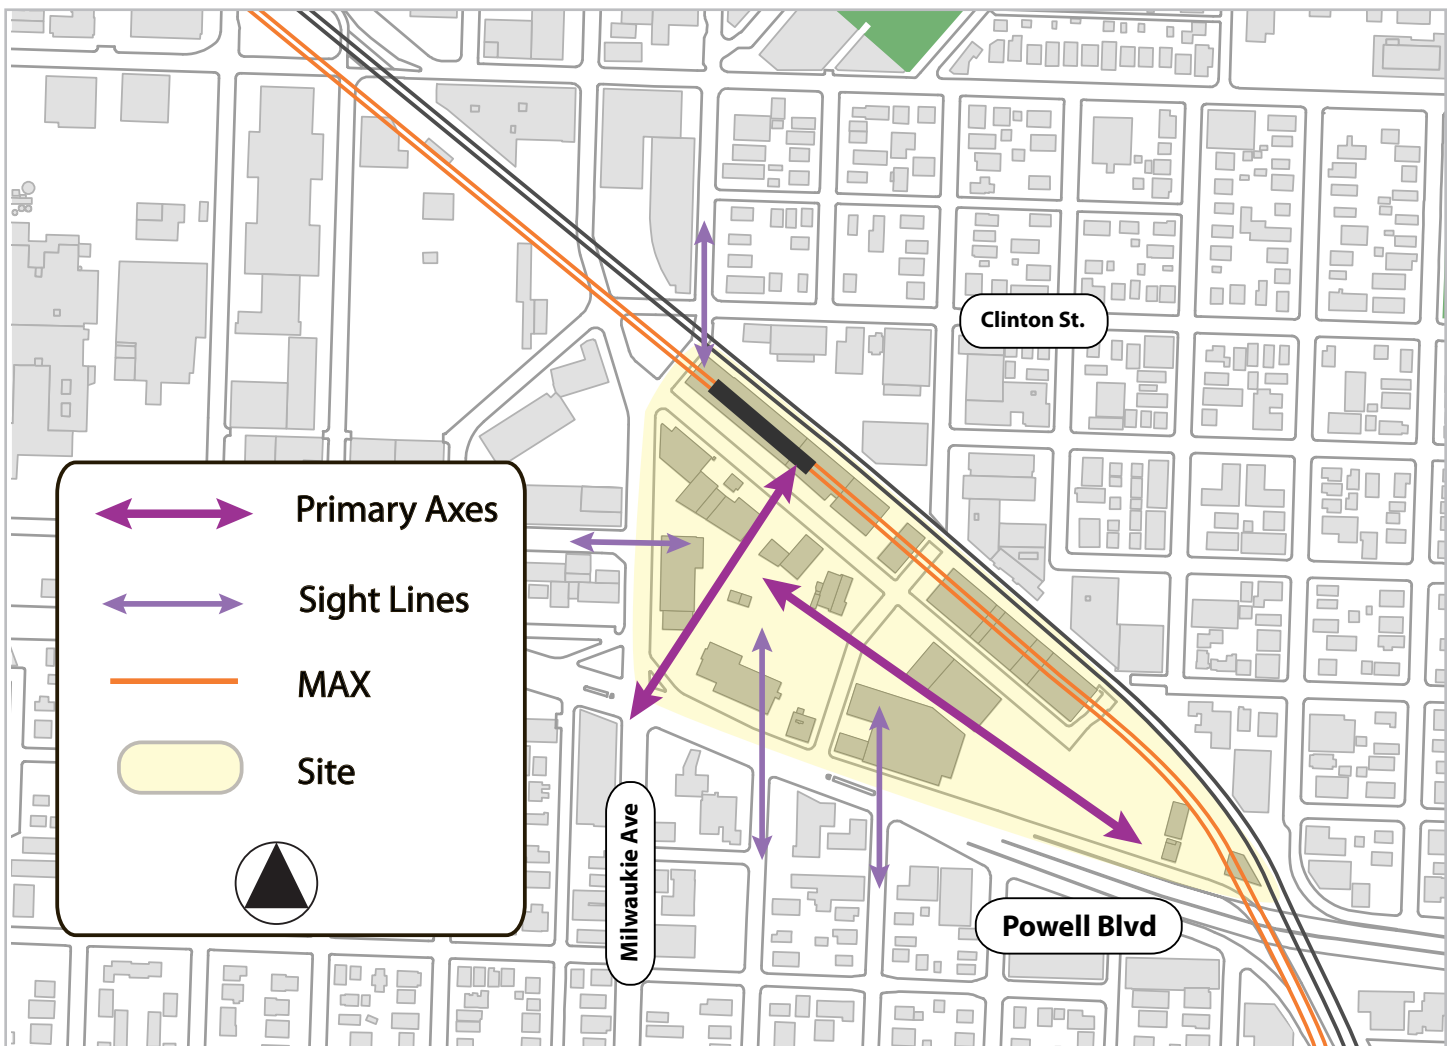 Clinton St.
Primary Axes
Sight Lines
MAX
Site
Milwaukie Ave
Powell Blvd